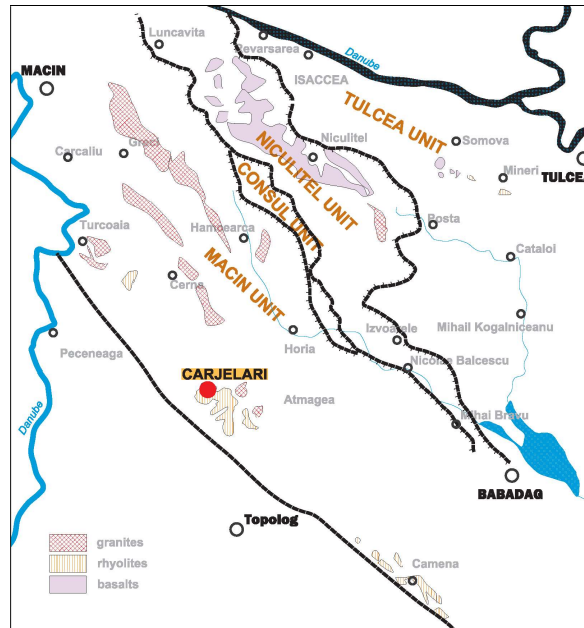 Luncavita
Revarsarea
Danube
ISACCEA
MACIN
TULCEA UNIT
Somova
Niculitel
Greci
Carcaliu
NICULITEL UNIT
Mineri
TULCEA
CONSUL UNIT
Posta
Turcoaia
Hamcearca
Cataloi
MACIN UNIT
Cerna
Mihail Kogalniceanu
Izvoarele
Horia
Peceneaga
Nicolae Balcescu
CARJELARI
Atmagea
Danube
Mihai Bravu
BABADAG
Topolog
granites
rhyolites
basalts
Camena